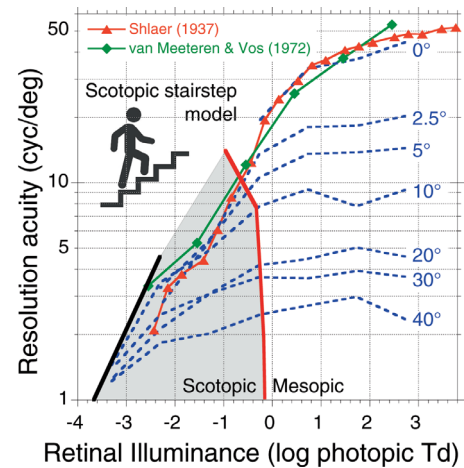 50
10
5
1
Resolution acuity (cyc/deg)
Shlaer (1937)
van Meeteren & Vos (1972)
Scotopic stairstep
model
0°
2.5°
5°
10°
20°
30°
40°
Scotopic Mesopic
-4 -3 -2 -1 0 1 2 3
Retinal Illuminance (log photopic Td)